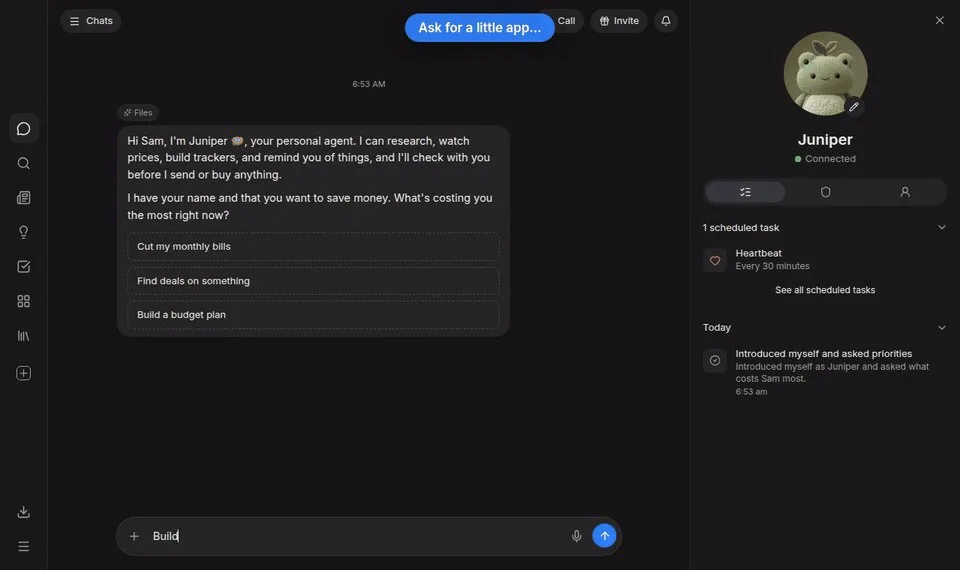 Chats
Ask for a little app...
Call
Invite
6:53 AM
Files
Hi Sam, I'm Juniper 🐸, your personal agent. I can research, watch
prices, build trackers, and remind you of things, and I'll check with you
before I send or buy anything.
I have your name and that you want to save money. What's costing you
the most right now?
Cut my monthly bills
Find deals on something
Build a budget plan
Build
Juniper
Connected
1 scheduled task
Heartbeat
Every 30 minutes
See all scheduled tasks
Today
Introduced myself and asked priorities
Introduced myself as Juniper and asked what
costs Sam most.
6:53 am